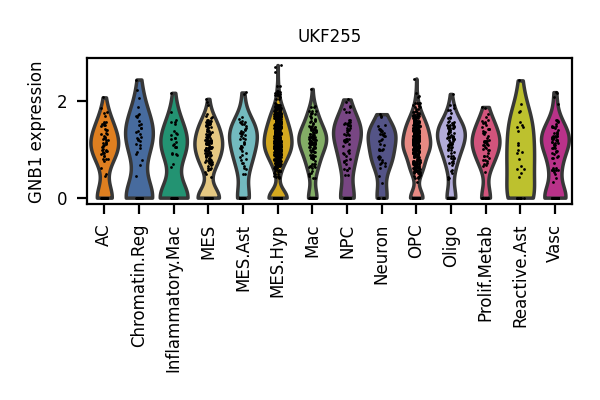 UKF255
GNB1 expression
2
0
AC
Chromatin.Reg
Inflammatory.Mac
MES
MES.Ast
MES.Hyp
Mac
NPC
Neuron
OPC
Oligo
Prolif.Metab
Reactive.Ast
Vasc